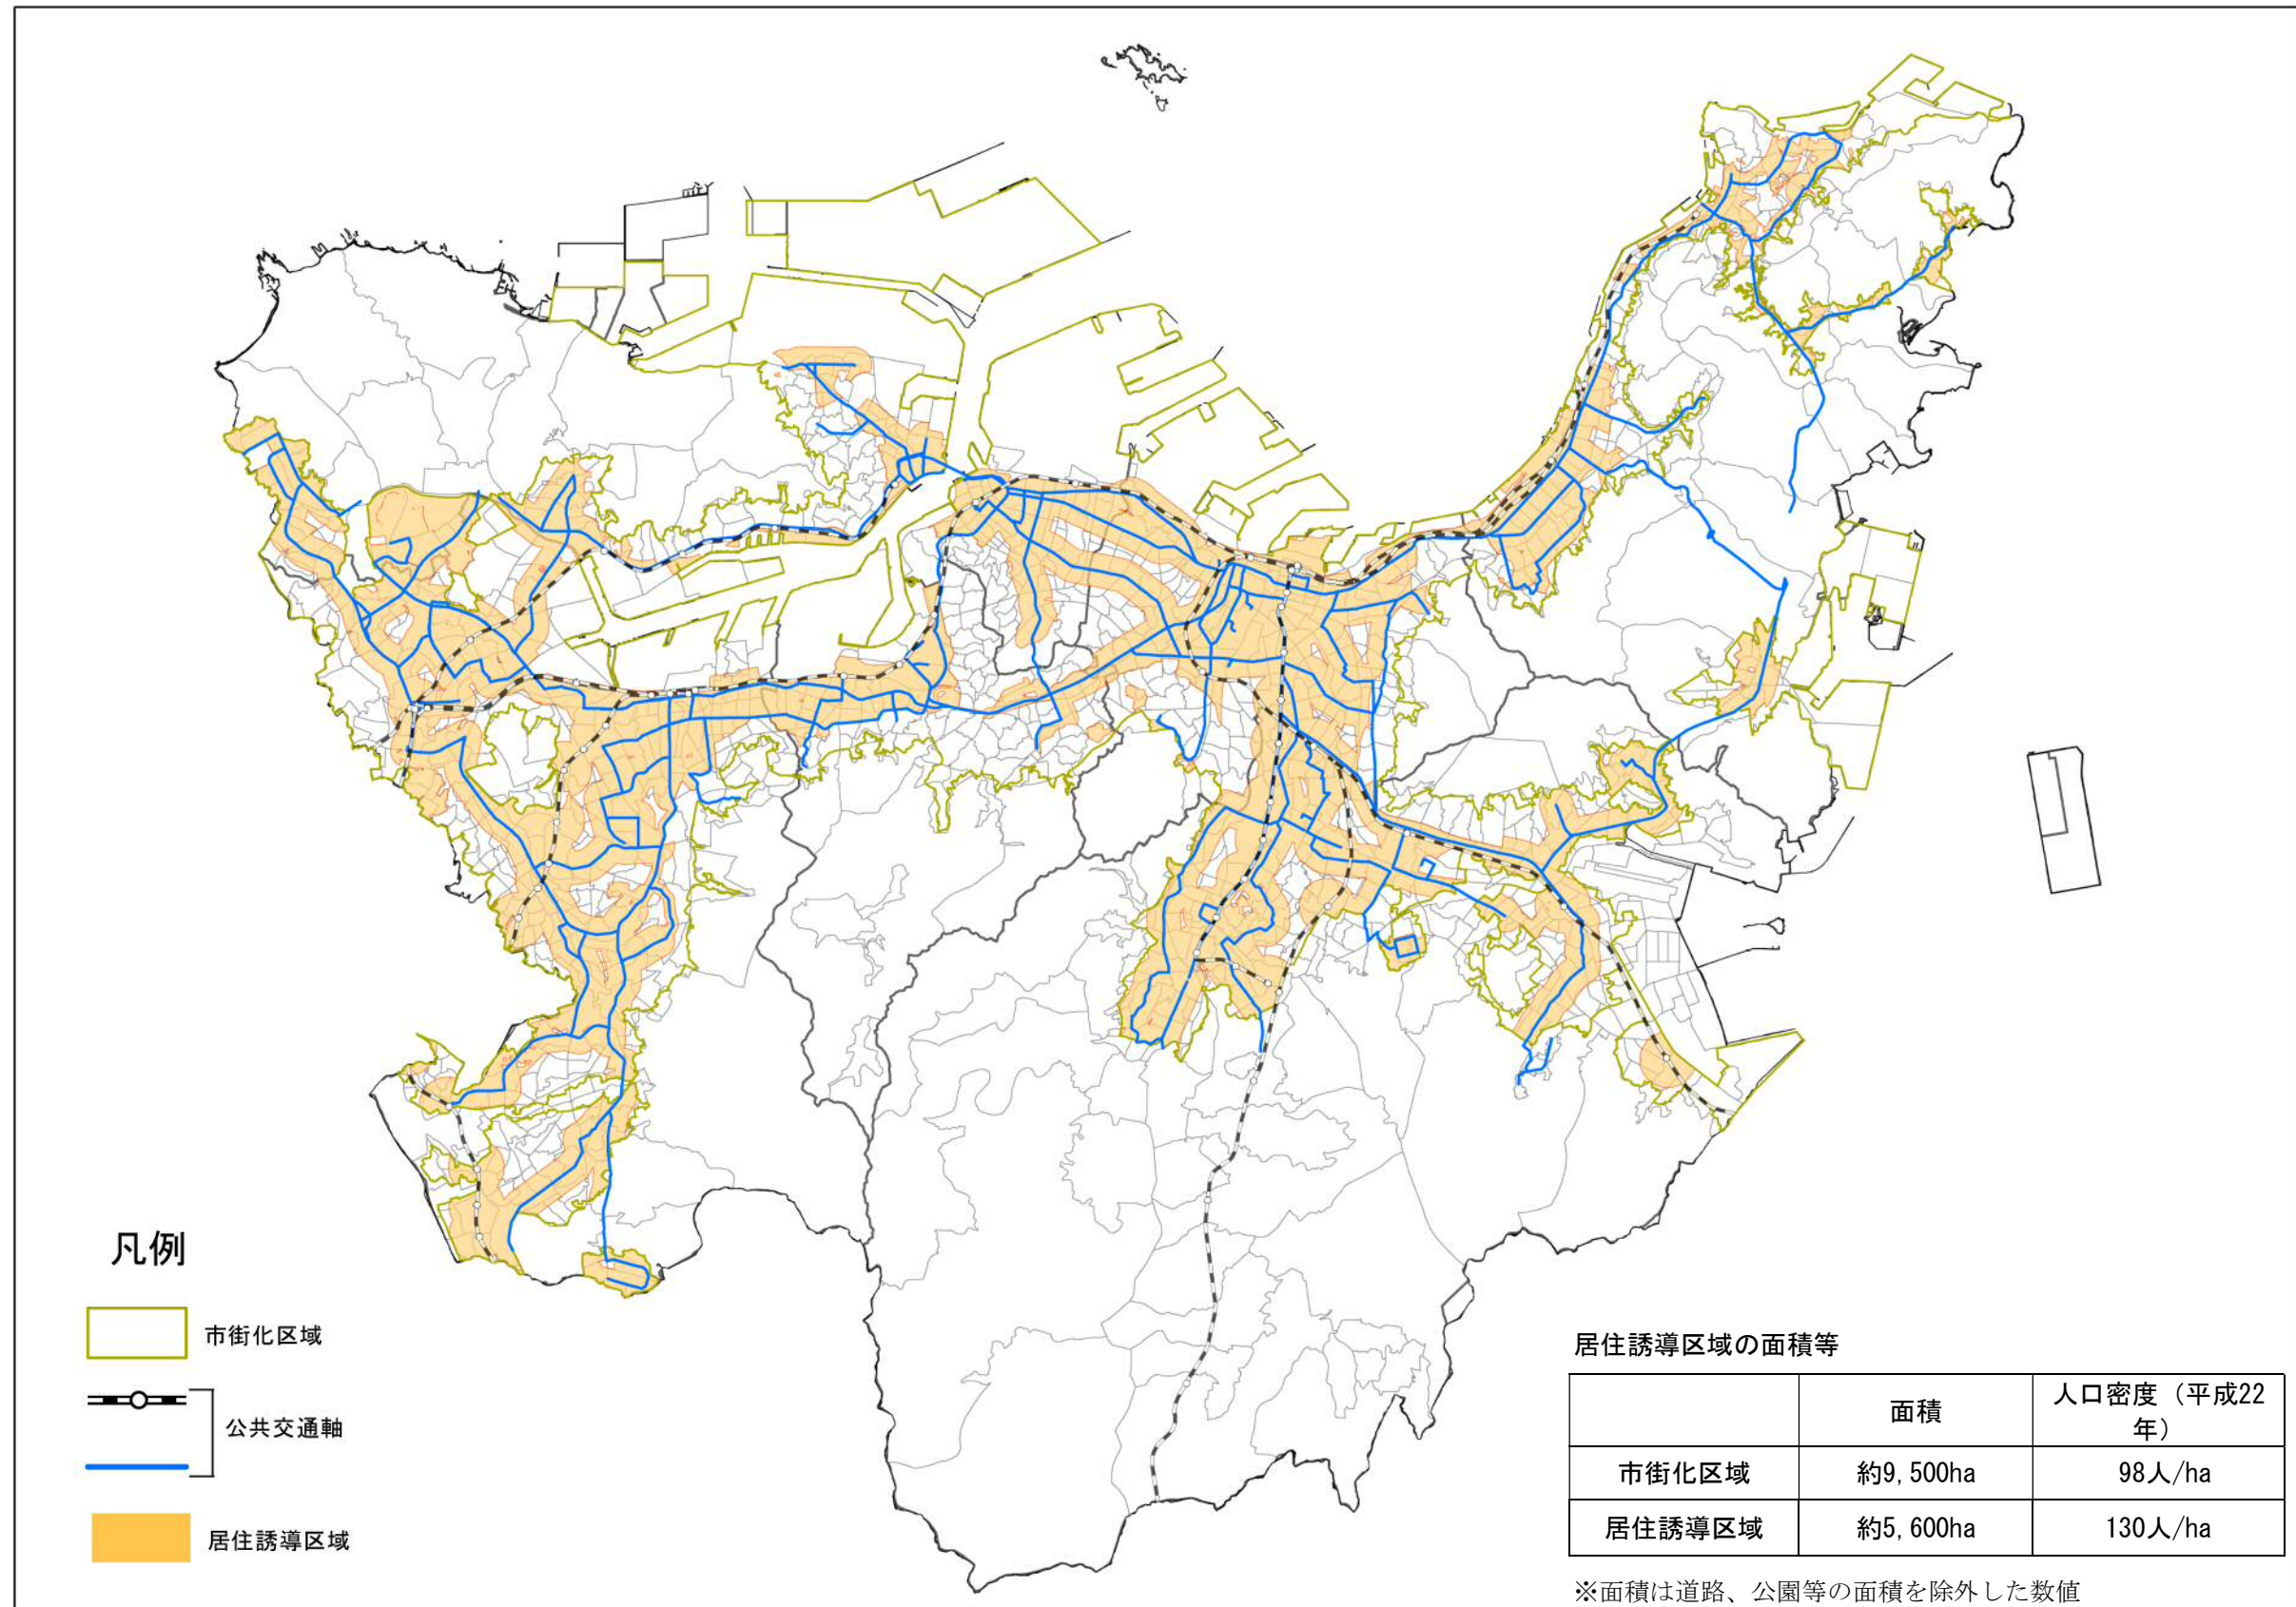 凡例
市街化区域
公共交通軸
居住誘導区域
居住誘導区域の面積等
面積 人口密度（平成22年）
市街化区域 約9,500ha 98人/ha
居住誘導区域 約5,600ha 130人/ha
※面積は道路、公園等の面積を除外した数値